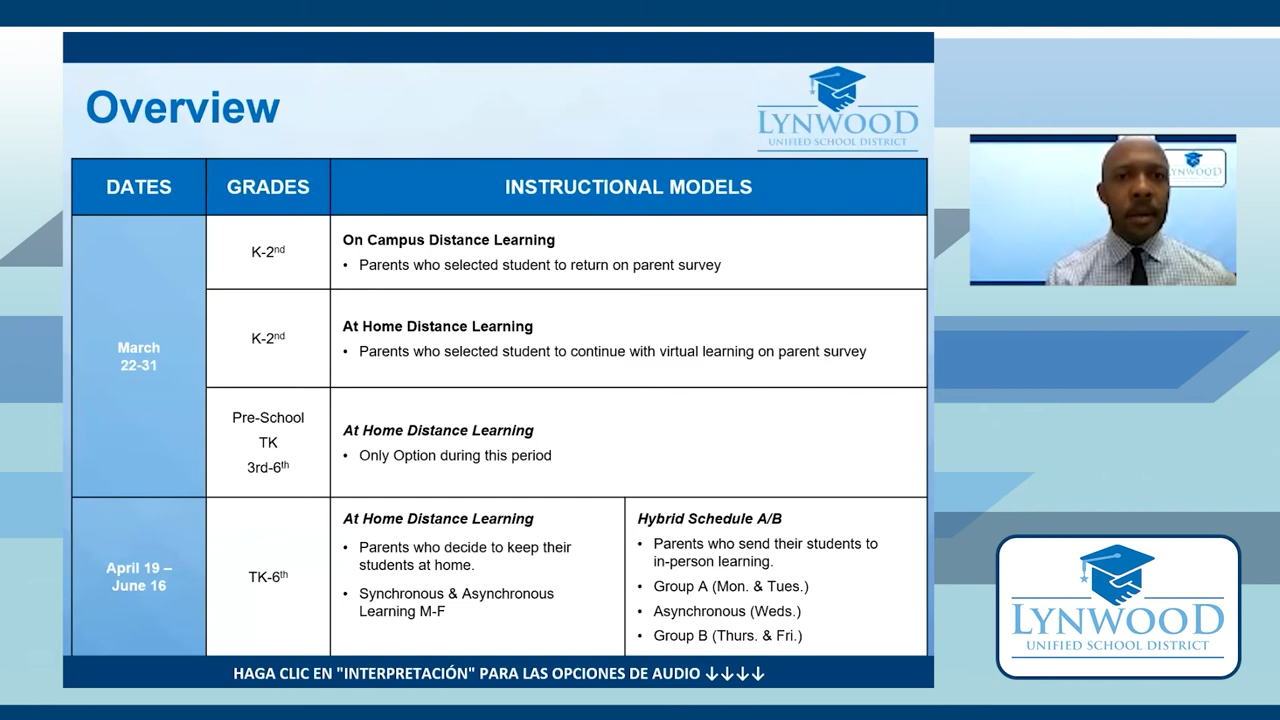 Overview
LYNWOOD
UNIFIED SCHOOL DISTRICT
DATES GRADES INSTRUCTIONAL MODELS
March
22-31
K-2nd
On Campus Distance Learning
• Parents who selected student to return on parent survey
K-2nd
At Home Distance Learning
• Parents who selected student to continue with virtual learning on parent survey
Pre-School
TK
3rd-6th
At Home Distance Learning
• Only Option during this period
April 19 –
June 16
TK-6th
At Home Distance Learning
• Parents who decide to keep their
students at home.
• Synchronous & Asynchronous
Learning M-F
Hybrid Schedule A/B
• Parents who send their students to
in-person learning.
• Group A (Mon. & Tues.)
• Asynchronous (Weds.)
• Group B (Thurs. & Fri.)
HAGA CLIC EN "INTERPRETACIÓN" PARA LAS OPCIONES DE AUDIO ↓↓↓↓
LYNWOOD
LYNWOOD
UNIFIED SCHOOL DISTRICT